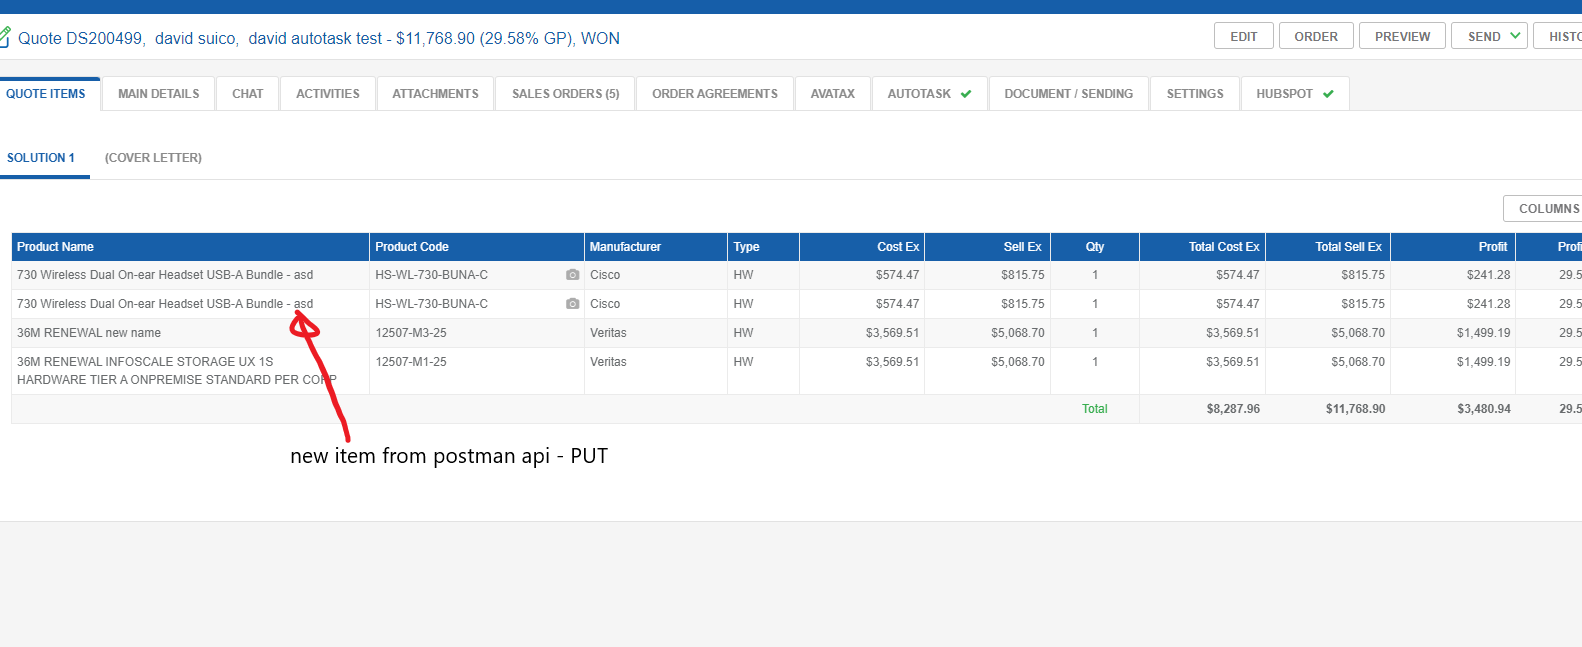 Quote DS200499, david suico, david autotask test - $11,768.90 (29.58% GP), WON
EDIT ORDER PREVIEW SEND HISTO
QUOTE ITEMS MAIN DETAILS CHAT ACTIVITIES ATTACHMENTS SALES ORDERS (5) ORDER AGREEMENTS AVATAX AUTOTASK DOCUMENT / SENDING SETTINGS HUBSPOT
SOLUTION 1 (COVER LETTER)
COLUMNS
Product Name Product Code Manufacturer Type Cost Ex Sell Ex Qty Total Cost Ex Total Sell Ex Profit Profi
730 Wireless Dual On-ear Headset USB-A Bundle - asd HS-WL-730-BUNA-C Cisco HW $574.47 $815.75 1 $574.47 $815.75 $241.28 29.5
730 Wireless Dual On-ear Headset USB-A Bundle - asd HS-WL-730-BUNA-C Cisco HW $574.47 $815.75 1 $574.47 $815.75 $241.28 29.5
36M RENEWAL new name 12507-M3-25 Veritas HW $3,569.51 $5,068.70 1 $3,569.51 $5,068.70 $1,499.19 29.5
36M RENEWAL INFOSCALE STORAGE UX 1S 12507-M1-25 Veritas HW $3,569.51 $5,068.70 1 $3,569.51 $5,068.70 $1,499.19 29.5
HARDWARE TIER A ONPREMISE STANDARD PER CORP
Total $8,287.96 $11,768.90 $3,480.94 29.5
new item from postman api - PUT